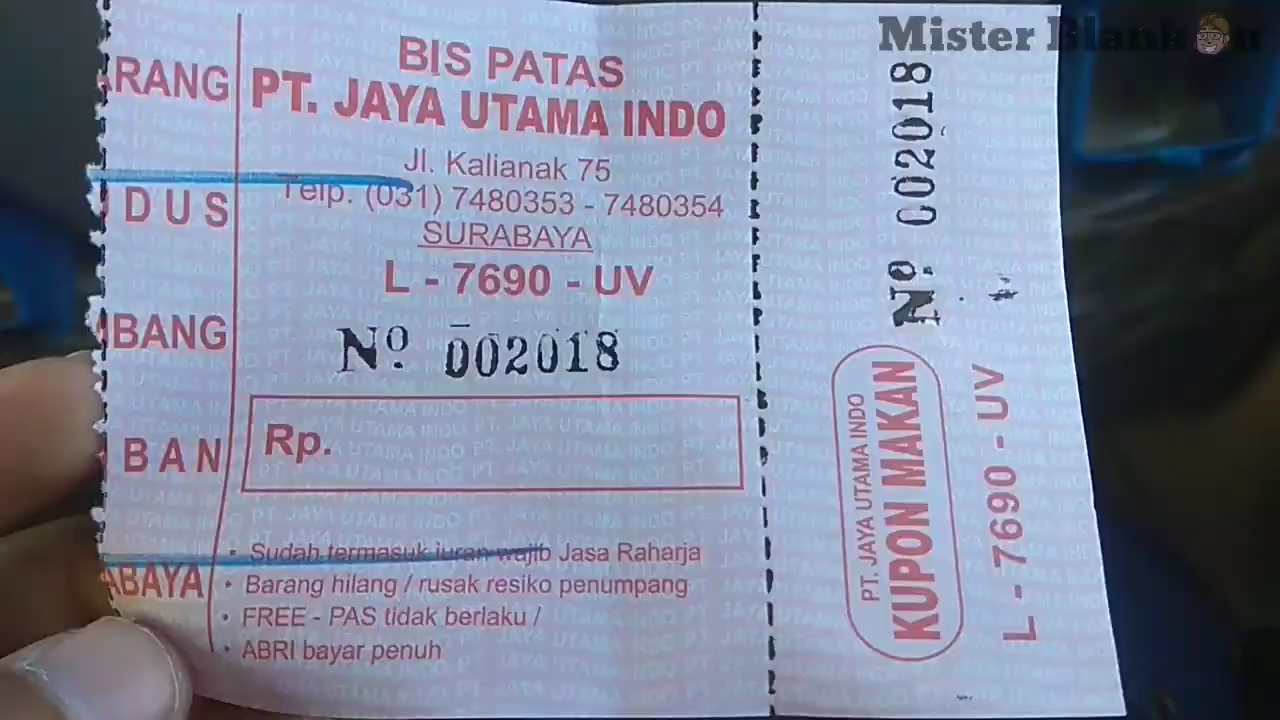 Mister Blank n
ARANG
DUS
BANG
BAN
ABAYA
BIS PATAS
PT. JAYA UTAMA INDO
Jl. Kalianak 75
Telp. (031) 7480353 - 7480354
SURABAYA
L - 7690 - UV
Nº 002018
Rp.
• Sudah termasuk iuran wajib Jasa Raharja
• Barang hilang / rusak resiko penumpang
• FREE - PAS tidak berlaku /
• ABRI bayar penuh
Nº. 002018
PT. JAYA UTAMA INDO
KUPON MAKAN
L - 7690 - UV